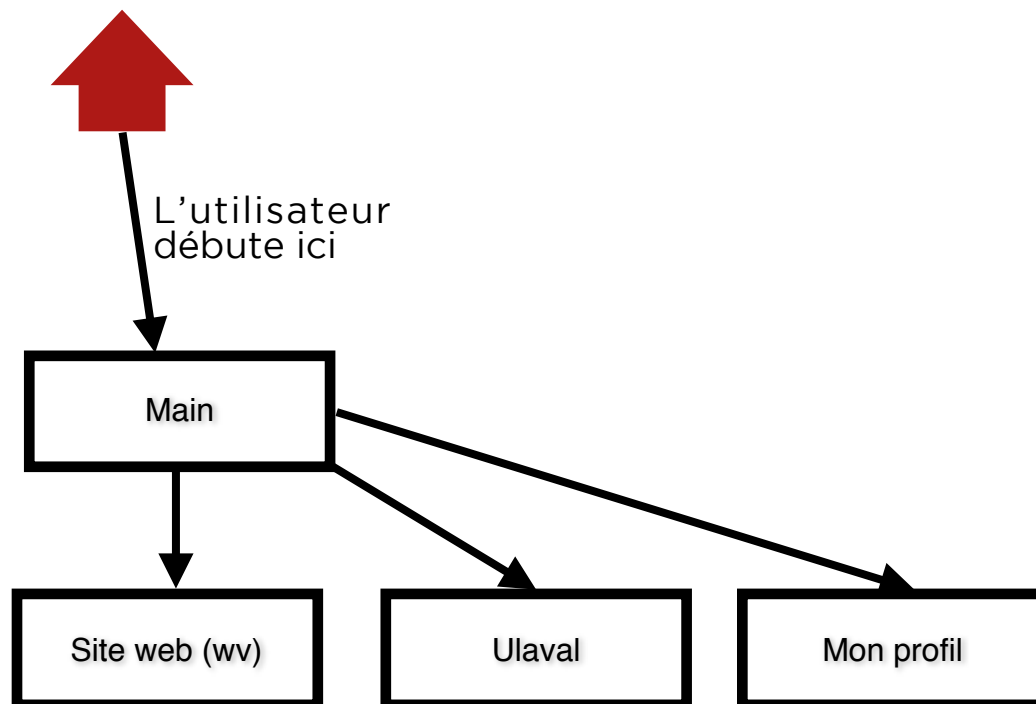 L’utilisateur
débute ici
Main
Site web (wv)
Ulaval
Mon profil